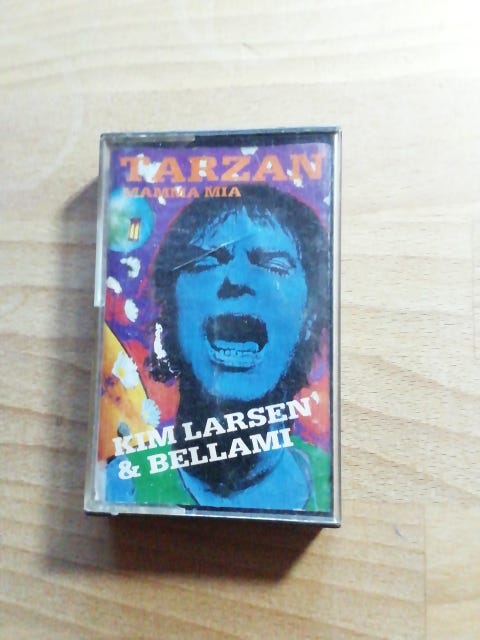 TARZAN
MAMMA MIA
KIM LARSEN'
& BELLAMI